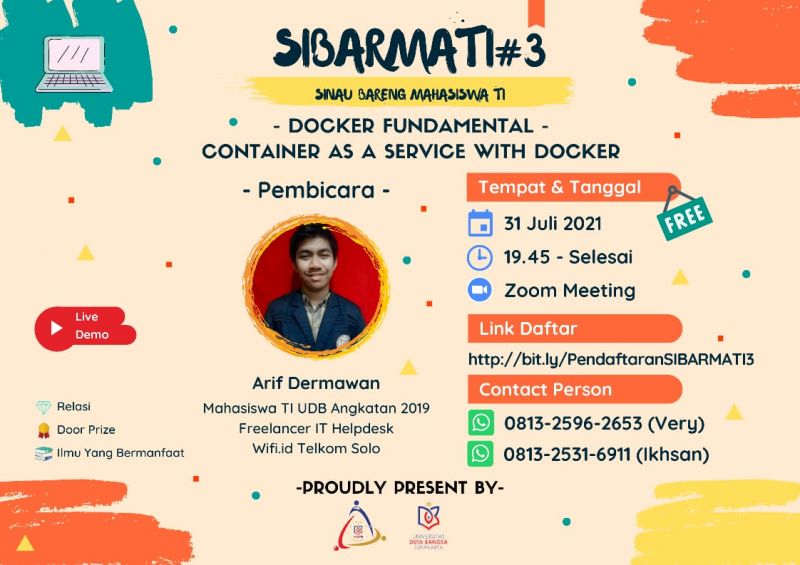 SIBARMATI#3
SINAU BARENG MAHASISWA TI
- DOCKER FUNDAMENTAL -
CONTAINER AS A SERVICE WITH DOCKER
- Pembicara -
Arif Dermawan
Mahasiswa TI UDB Angkatan 2019
Freelancer IT Helpdesk
Wifi.id Telkom Solo
Live
Demo
Relasi
Door Prize
Ilmu Yang Bermanfaat
Tempat & Tanggal
FREE
31 Juli 2021
19.45 - Selesai
Zoom Meeting
Link Daftar
http://bit.ly/PendaftaranSIBARMATI3
Contact Person
0813-2596-2653 (Very)
0813-2531-6911 (Ikhsan)
-PROUDLY PRESENT BY-
UNIVERSITAS
DUTA BANGSA
SURAKARTA